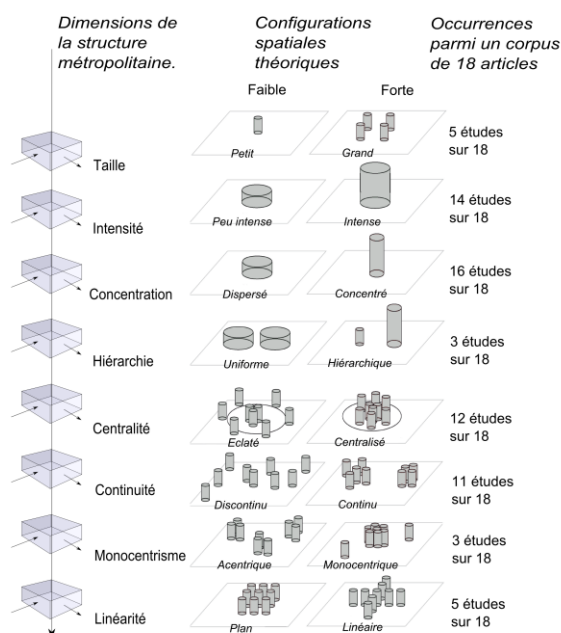 Dimensions de
la structure
métropolitaine.
Configurations
spatiales
théoriques
Occurrences
parmi un corpus
de 18 articles
Faible
Forte
Petit
Grand
5 études
sur 18
Taille
Peu intense
Intense
14 études
sur 18
Intensité
Dispersé
Concentré
16 études
sur 18
Concentration
Uniforme
Hiérarchique
3 études
sur 18
Hiérarchie
Eclaté
Centralisé
12 études
sur 18
Centralité
Discontinu
Continu
11 études
sur 18
Continuité
Acentrique
Monocentrique
3 études
sur 18
Monocentrisme
Plan
Linéaire
5 études
sur 18
Linéarité